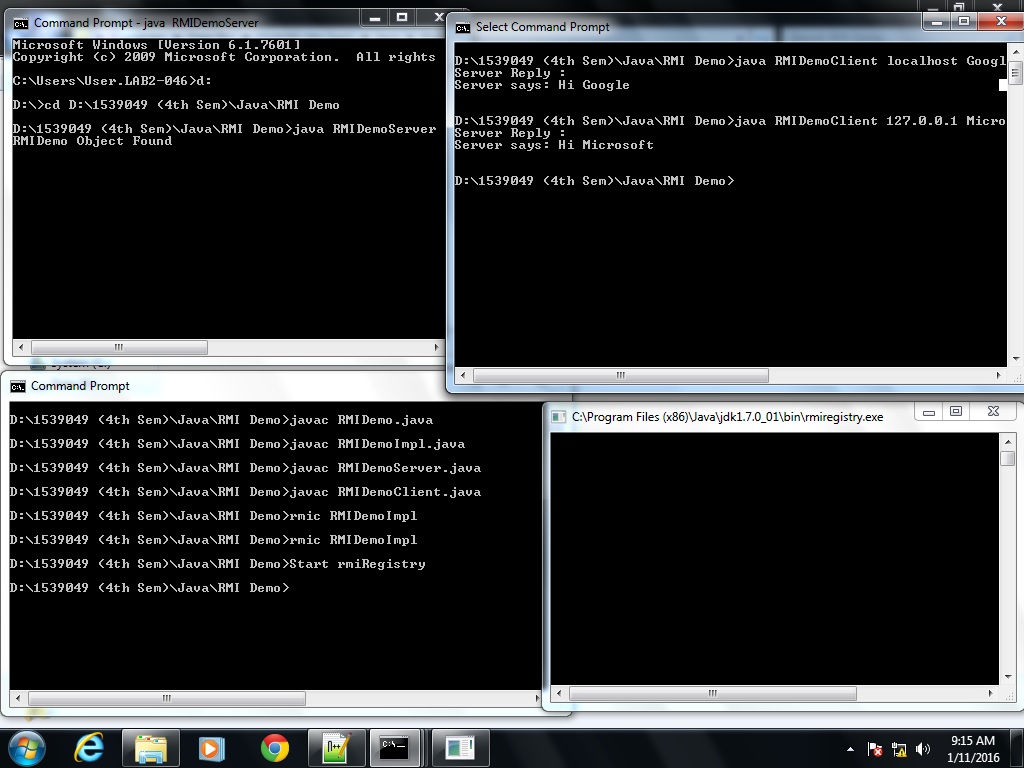 Command Prompt - java RMIDemoServer
Microsoft Windows [Version 6.1.7601]
Copyright (c) 2009 Microsoft Corporation. All rights
C:\Users\User.LAB2-046>d:
D:\>cd D:\1539049 (4th Sem)\Java\RMI Demo
D:\1539049 (4th Sem)\Java\RMI Demo>java RMIDemoServer
RMIDemo Object Found
Select Command Prompt
D:\1539049 (4th Sem)\Java\RMI Demo>java RMIDemoClient localhost Googl
Server Reply :
Server says: Hi Google
D:\1539049 (4th Sem)\Java\RMI Demo>java RMIDemoClient 127.0.0.1 Micro
Server Reply :
Server says: Hi Microsoft
D:\1539049 (4th Sem)\Java\RMI Demo>
Command Prompt
D:\1539049 (4th Sem)\Java\RMI Demo>javac RMIDemo.java
D:\1539049 (4th Sem)\Java\RMI Demo>javac RMIDemoImpl.java
D:\1539049 (4th Sem)\Java\RMI Demo>javac RMIDemoServer.java
D:\1539049 (4th Sem)\Java\RMI Demo>javac RMIDemoClient.java
D:\1539049 (4th Sem)\Java\RMI Demo>rmic RMIDemoImpl
D:\1539049 (4th Sem)\Java\RMI Demo>rmic RMIDemoImpl
D:\1539049 (4th Sem)\Java\RMI Demo>Start rmiRegistry
D:\1539049 (4th Sem)\Java\RMI Demo>
C:\Program Files (x86)\Java\jdk1.7.0_01\bin\rmiregistry.exe
9:15 AM
1/11/2016